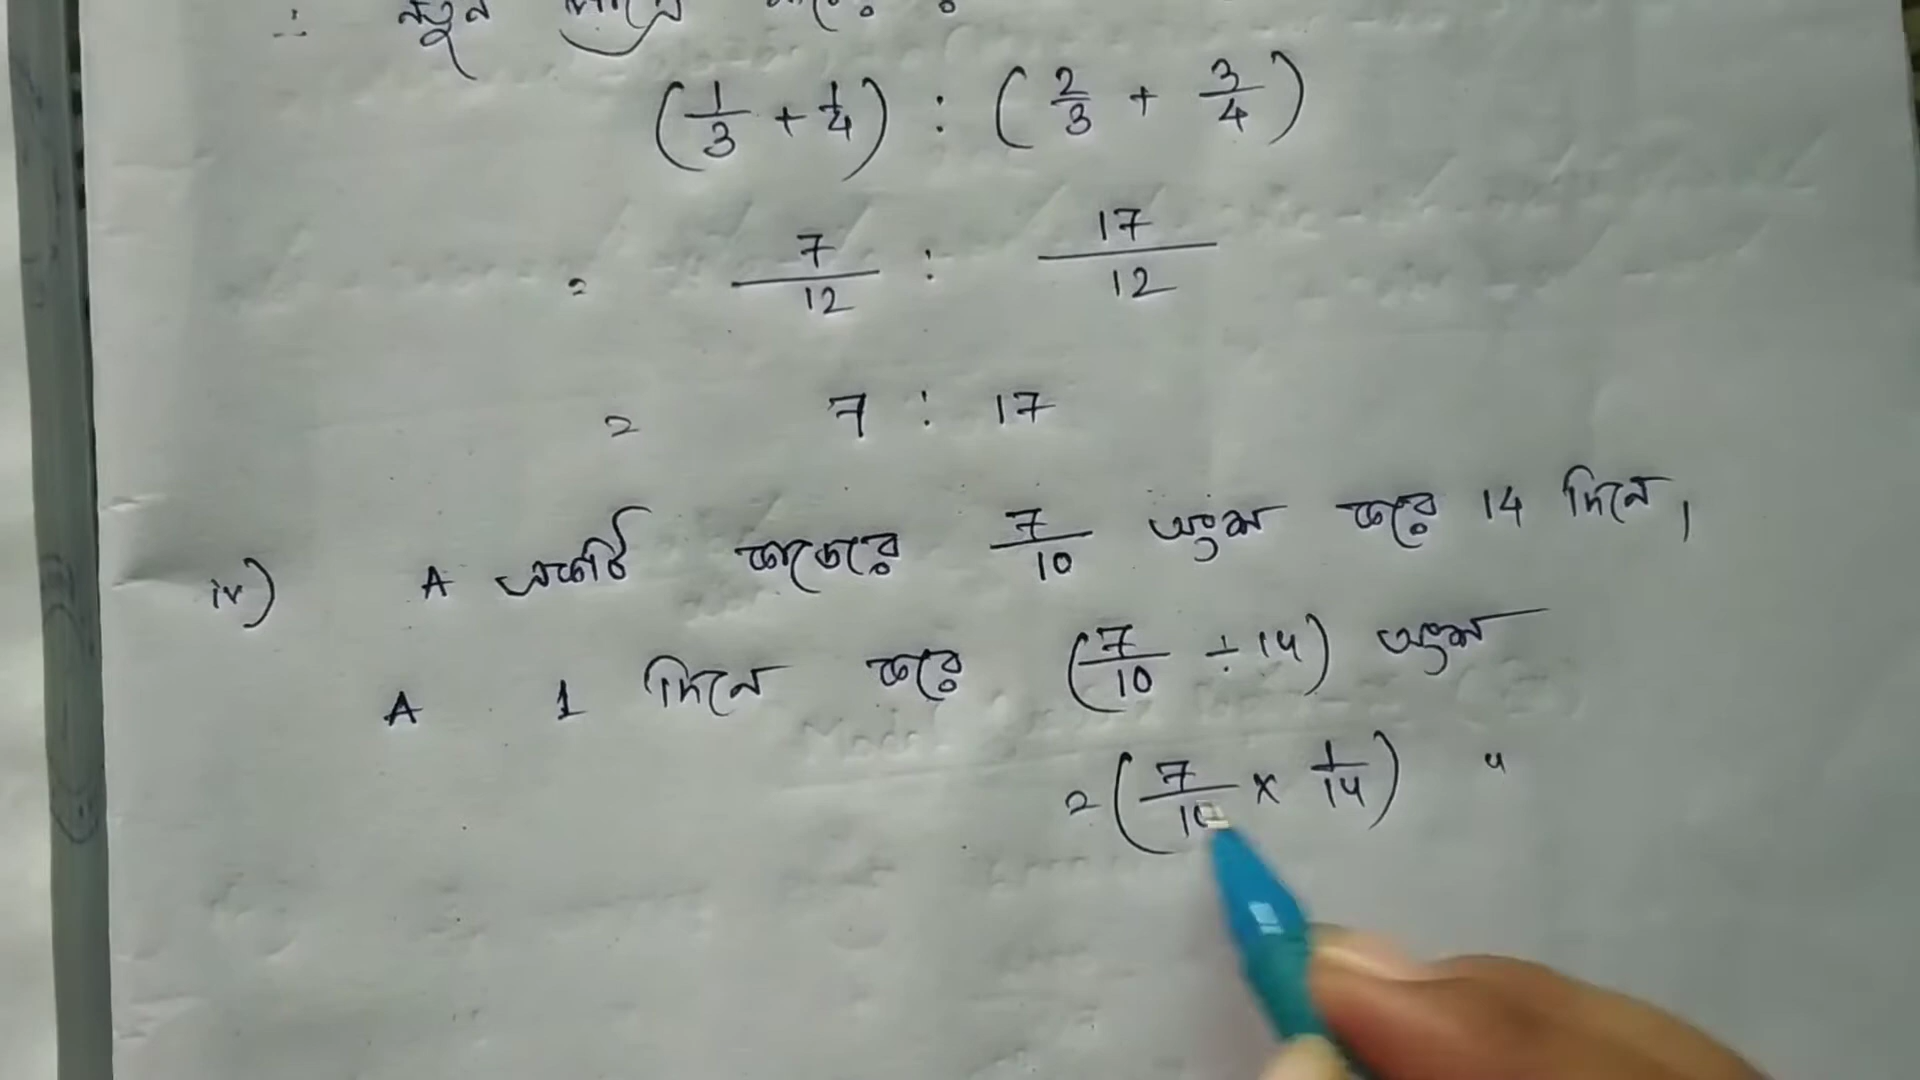 ∴ নতুন
(1/3 + 1/4) : (2/3 + 3/4)
= 7/12 : 17/12
= 7 : 17
iv) A একটি কাজের 7/10 অংশ করে 14 দিনে,
A 1 দিনে করে (7/10 ÷ 14) অংশ
= (7/10 × 1/14) "